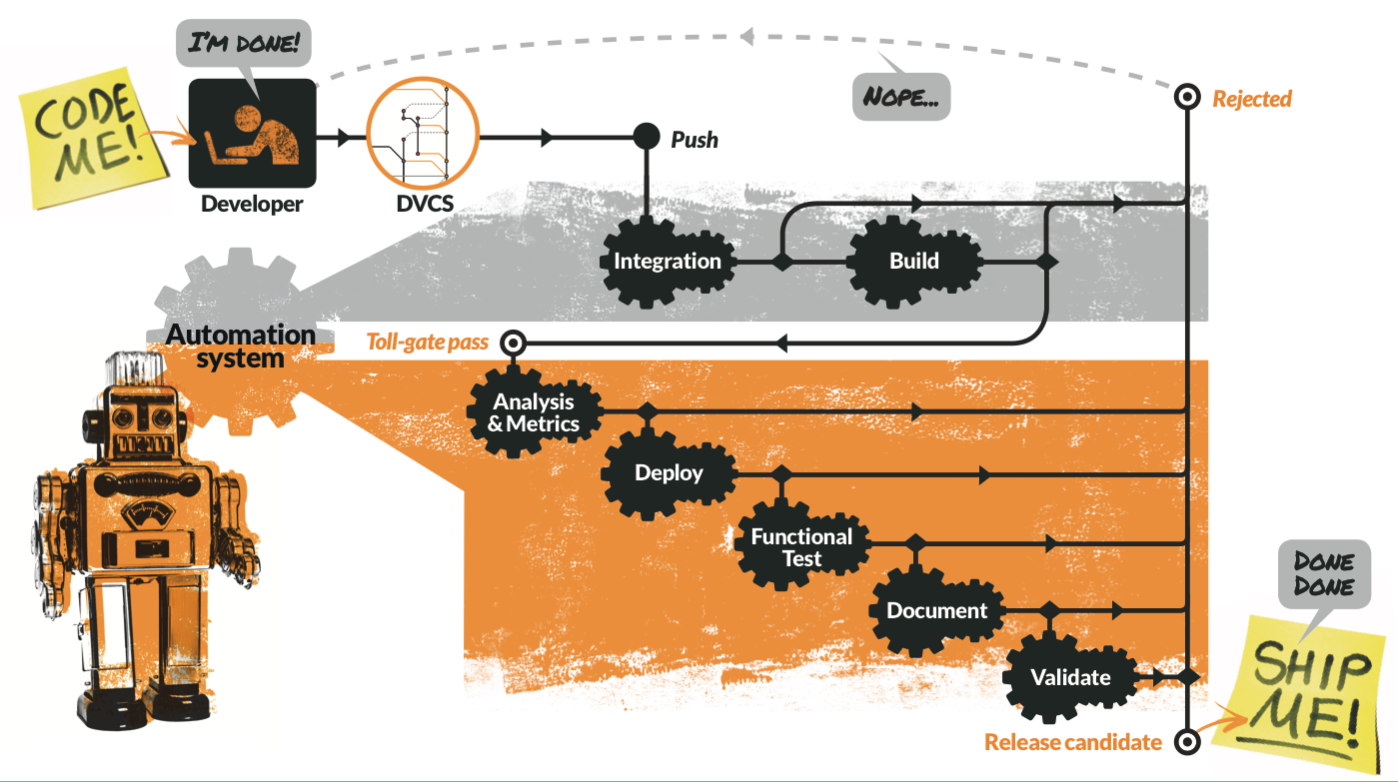 I'M DONE!
CODE
ME!
NOPE...
Rejected
Push
Developer
DVCS
Integration
Build
Automation
system
Toll-gate pass
Analysis
& Metrics
Deploy
Functional
Test
Document
Validate
Release candidate
DONE
DONE
SHIP
ME!